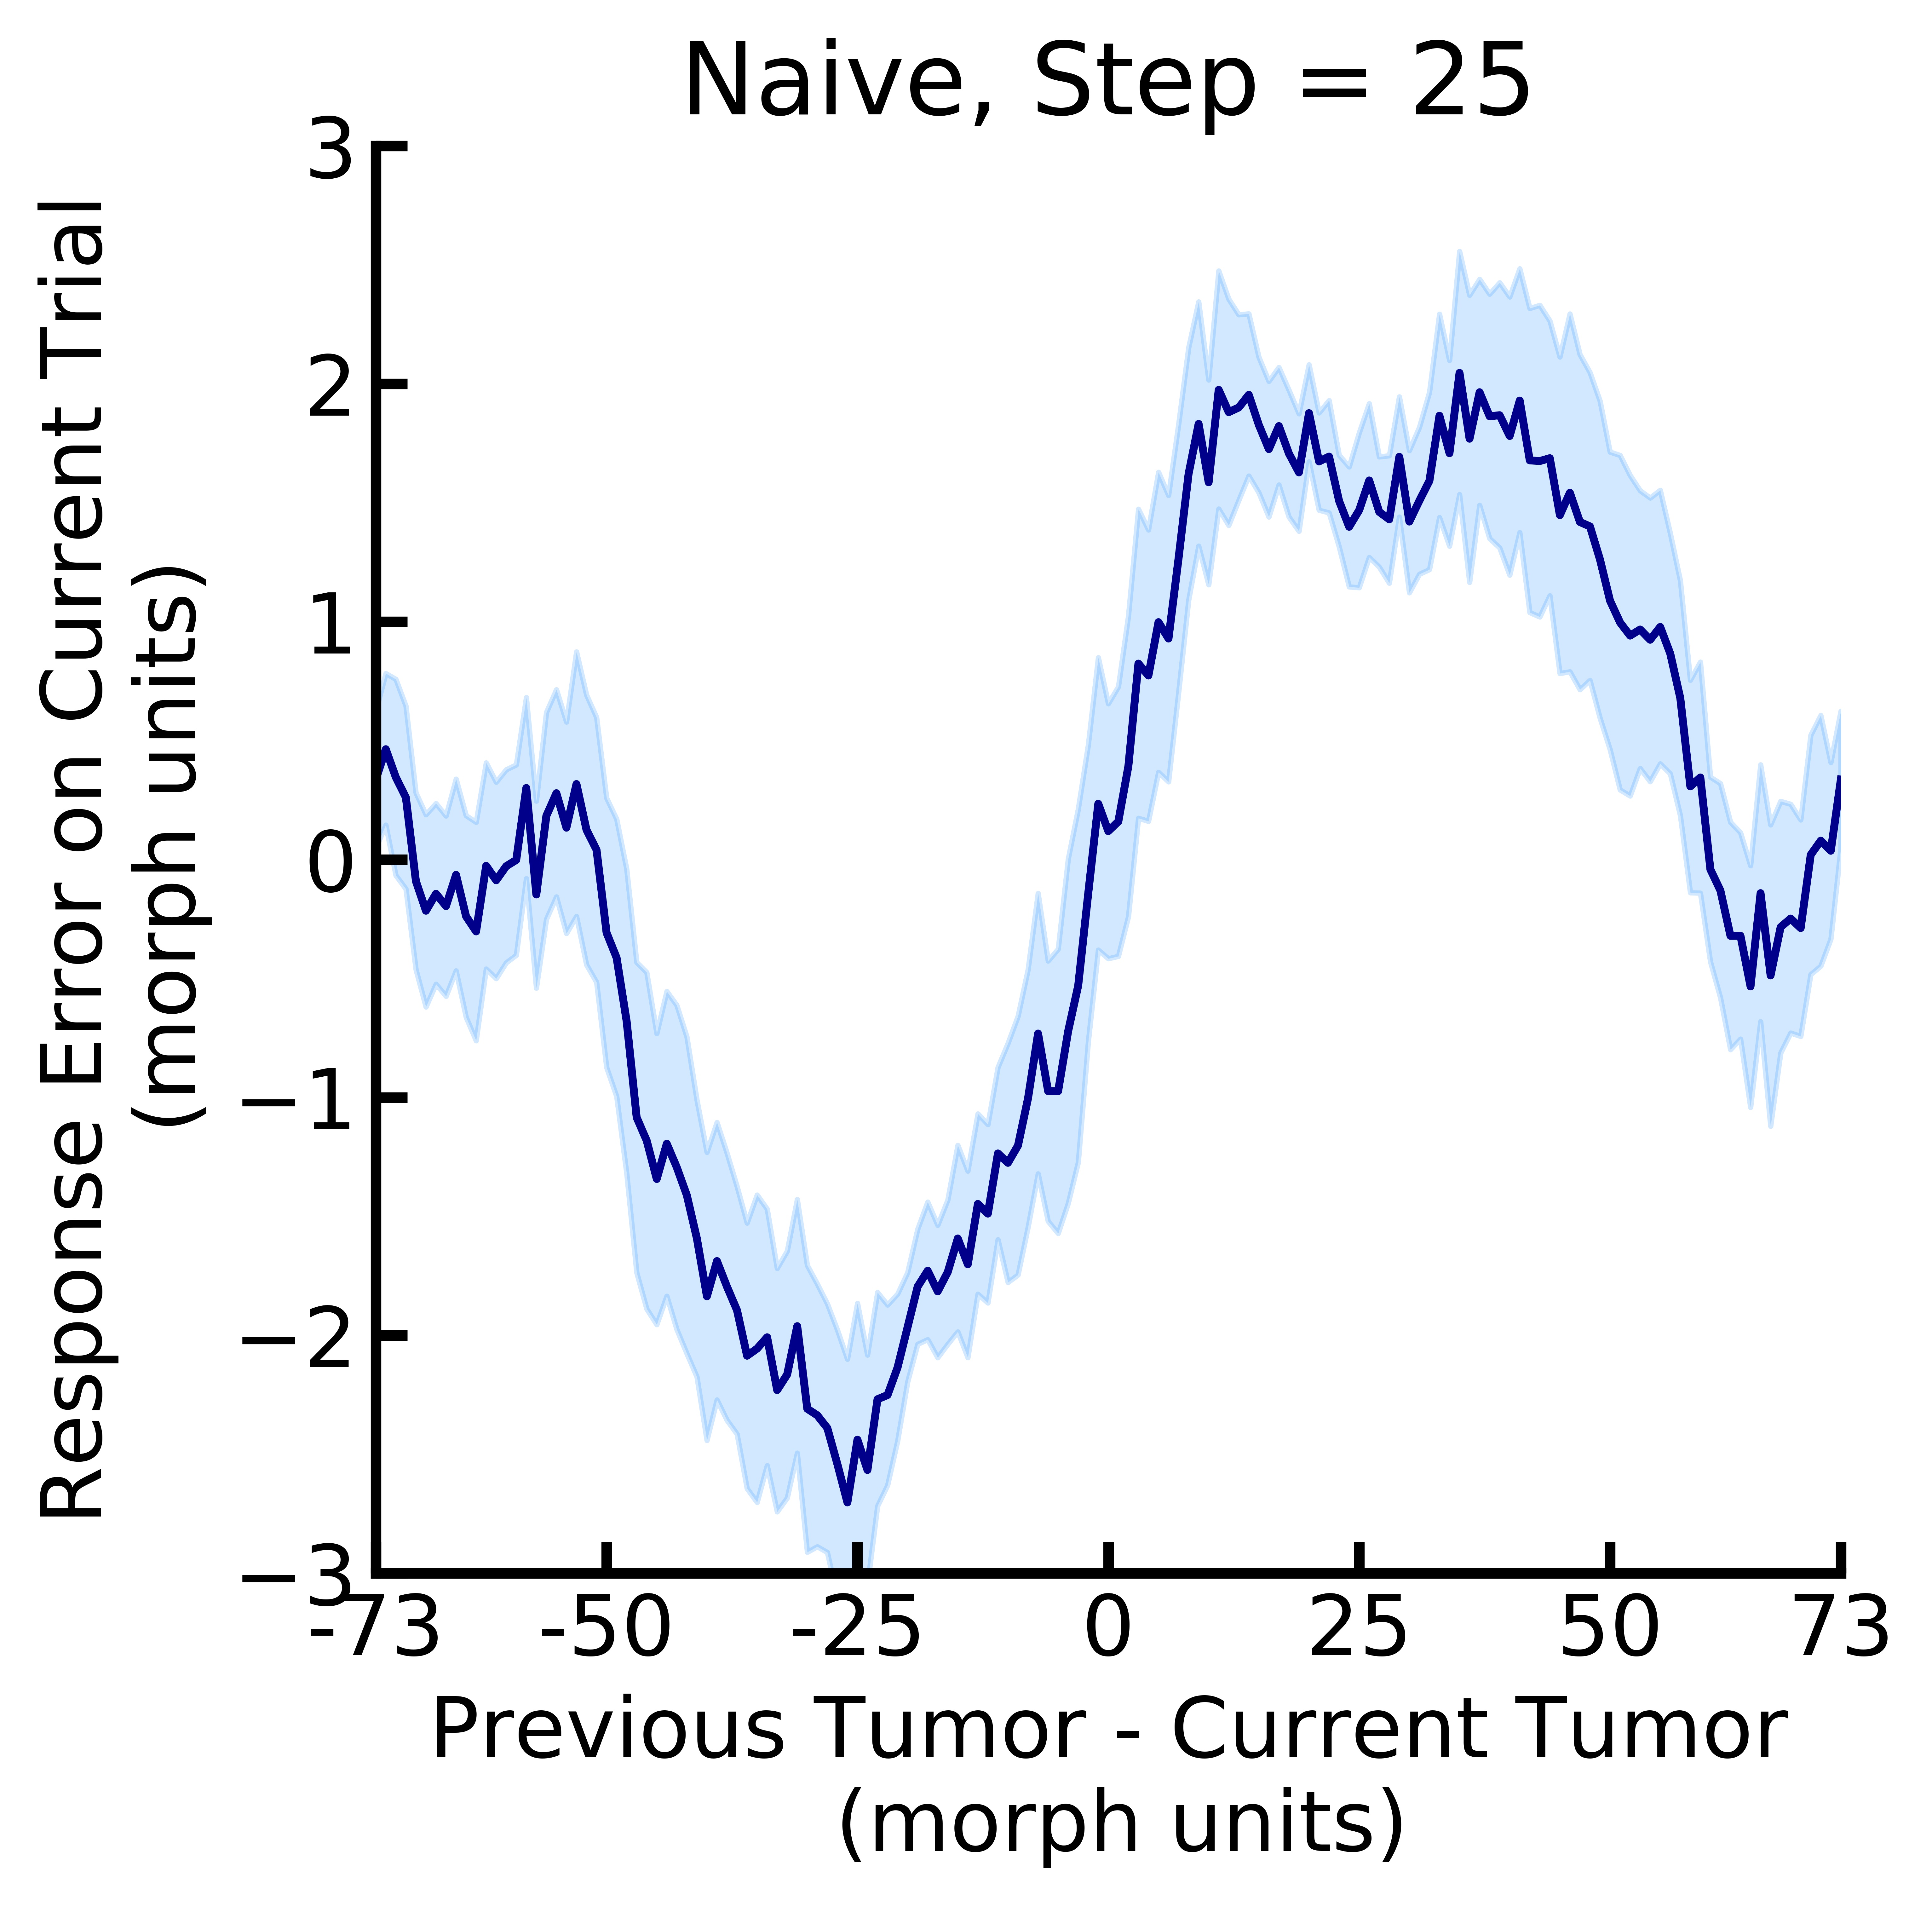 Naive, Step = 25
Response Error on Current Trial
(morph units)
3
2
1
0
−1
−2
−3
-73 -50 -25 0 25 50 73
Previous Tumor - Current Tumor
(morph units)